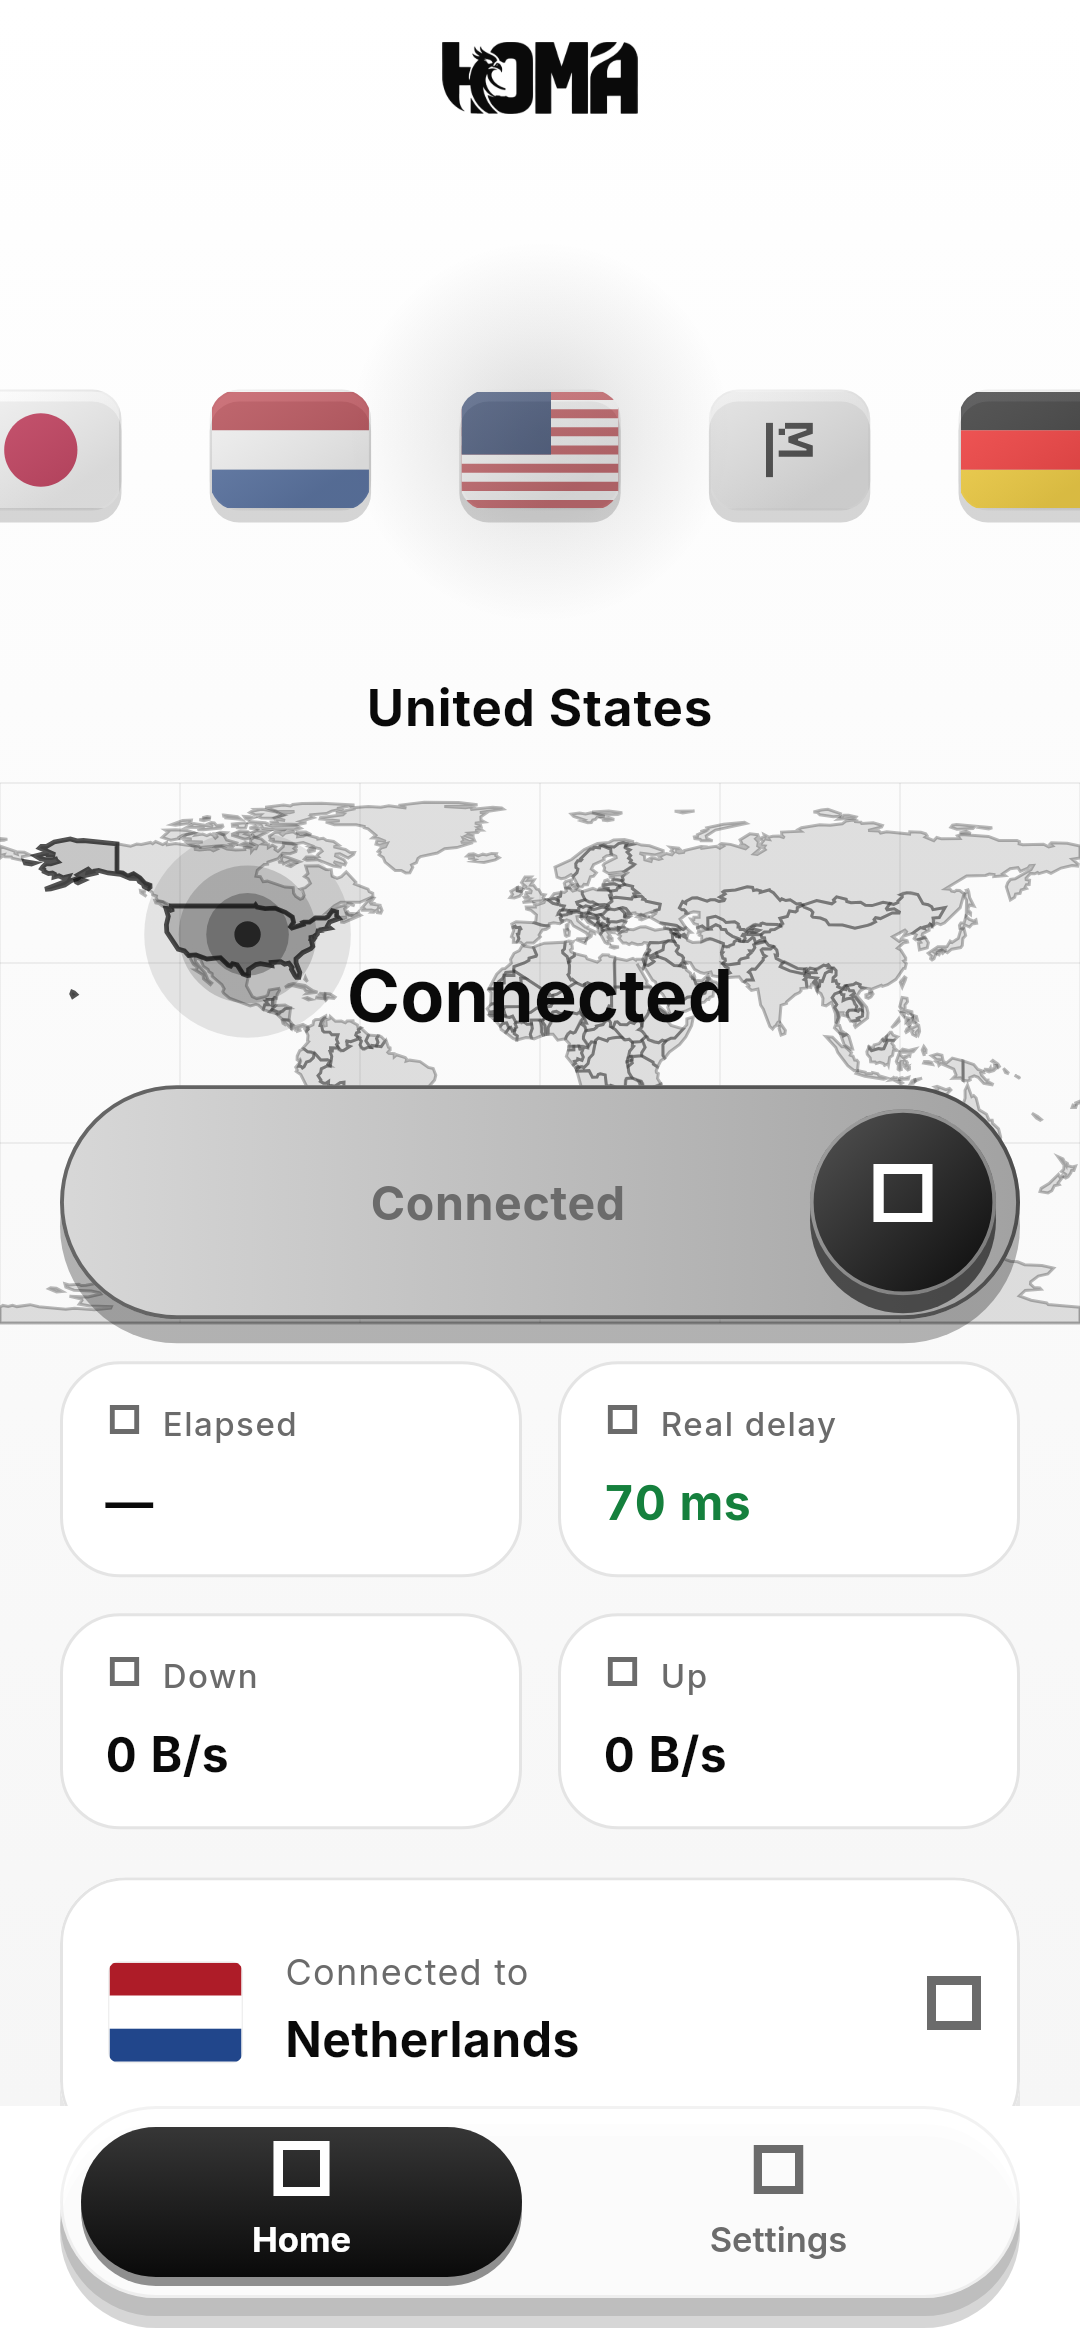 HOMA
United States
Connected
Connected
Elapsed
—
Real delay
70 ms
Down
0 B/s
Up
0 B/s
Connected to
Netherlands
Home
Settings